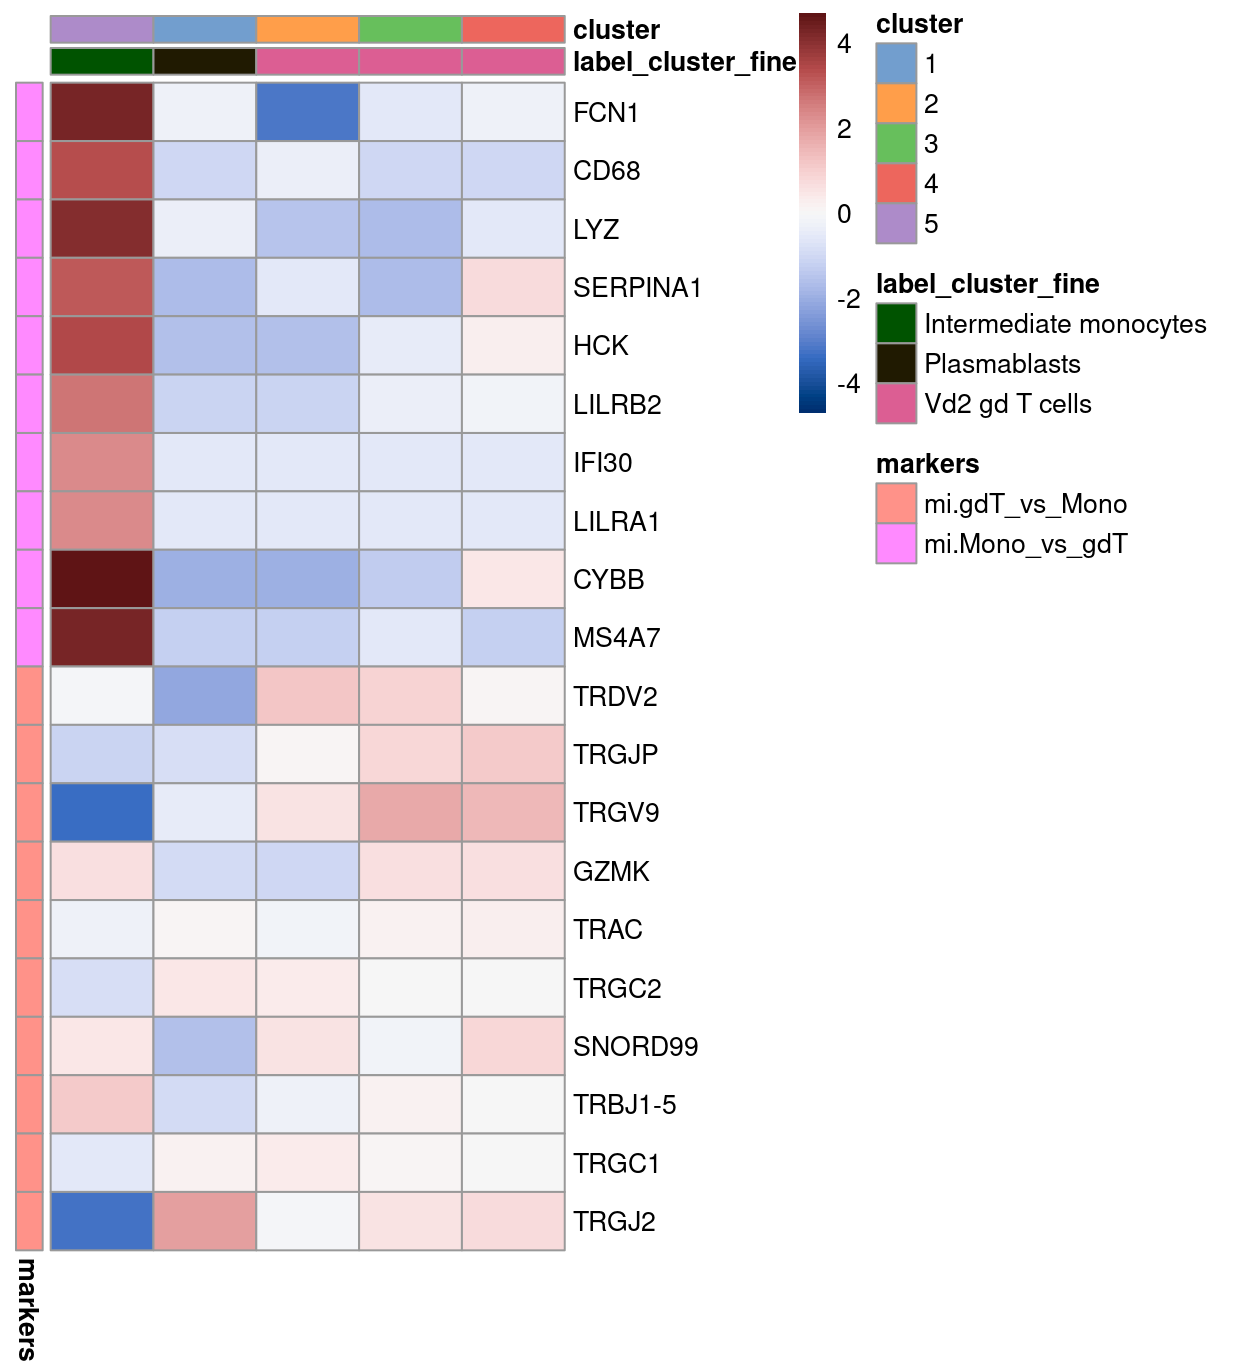 cluster
label_cluster_fine
FCN1
CD68
LYZ
SERPINA1
HCK
LILRB2
IFI30
LILRA1
CYBB
MS4A7
TRDV2
TRGJP
TRGV9
GZMK
TRAC
TRGC2
SNORD99
TRBJ1-5
TRGC1
TRGJ2
markers
4
2
0
-2
-4
cluster
1
2
3
4
5
label_cluster_fine
Intermediate monocytes
Plasmablasts
Vd2 gd T cells
markers
mi.gdT_vs_Mono
mi.Mono_vs_gdT